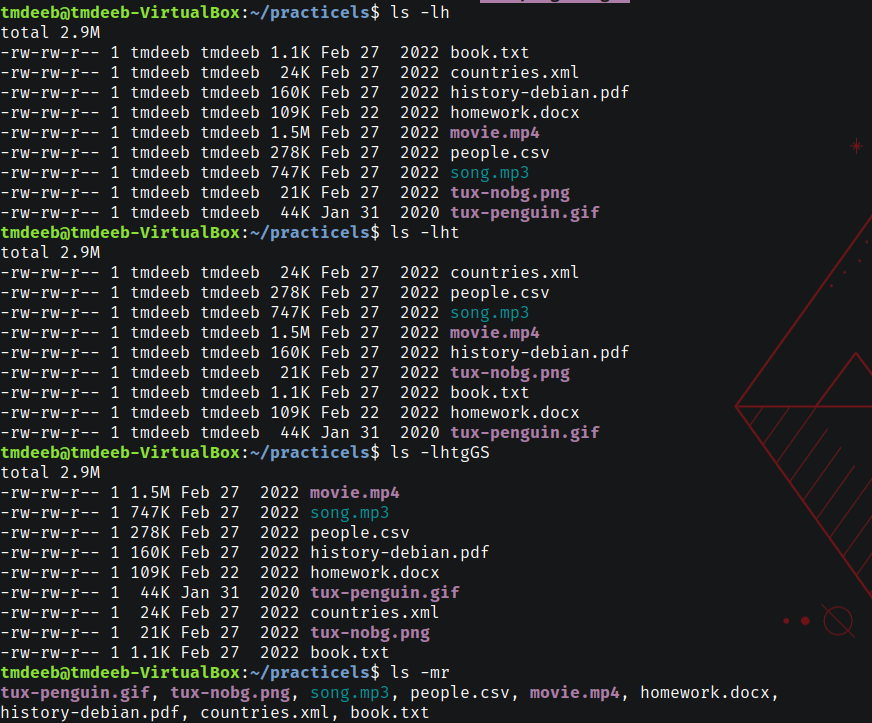 tmdeeb@tmdeeb-VirtualBox:~/practicels$ ls -lh
total 2.9M
-rw-rw-r-- 1 tmdeeb tmdeeb 1.1K Feb 27  2022 book.txt
-rw-rw-r-- 1 tmdeeb tmdeeb  24K Feb 27  2022 countries.xml
-rw-rw-r-- 1 tmdeeb tmdeeb 160K Feb 27  2022 history-debian.pdf
-rw-rw-r-- 1 tmdeeb tmdeeb 109K Feb 22  2022 homework.docx
-rw-rw-r-- 1 tmdeeb tmdeeb 1.5M Feb 27  2022 movie.mp4
-rw-rw-r-- 1 tmdeeb tmdeeb 278K Feb 27  2022 people.csv
-rw-rw-r-- 1 tmdeeb tmdeeb 747K Feb 27  2022 song.mp3
-rw-rw-r-- 1 tmdeeb tmdeeb  21K Feb 27  2022 tux-nobg.png
-rw-rw-r-- 1 tmdeeb tmdeeb  44K Jan 31  2020 tux-penguin.gif
tmdeeb@tmdeeb-VirtualBox:~/practicels$ ls -lht
total 2.9M
-rw-rw-r-- 1 tmdeeb tmdeeb  24K Feb 27  2022 countries.xml
-rw-rw-r-- 1 tmdeeb tmdeeb 278K Feb 27  2022 people.csv
-rw-rw-r-- 1 tmdeeb tmdeeb 747K Feb 27  2022 song.mp3
-rw-rw-r-- 1 tmdeeb tmdeeb 1.5M Feb 27  2022 movie.mp4
-rw-rw-r-- 1 tmdeeb tmdeeb 160K Feb 27  2022 history-debian.pdf
-rw-rw-r-- 1 tmdeeb tmdeeb  21K Feb 27  2022 tux-nobg.png
-rw-rw-r-- 1 tmdeeb tmdeeb 1.1K Feb 27  2022 book.txt
-rw-rw-r-- 1 tmdeeb tmdeeb 109K Feb 22  2022 homework.docx
-rw-rw-r-- 1 tmdeeb tmdeeb  44K Jan 31  2020 tux-penguin.gif
tmdeeb@tmdeeb-VirtualBox:~/practicels$ ls -lhtgGS
total 2.9M
-rw-rw-r-- 1 1.5M Feb 27  2022 movie.mp4
-rw-rw-r-- 1 747K Feb 27  2022 song.mp3
-rw-rw-r-- 1 278K Feb 27  2022 people.csv
-rw-rw-r-- 1 160K Feb 27  2022 history-debian.pdf
-rw-rw-r-- 1 109K Feb 22  2022 homework.docx
-rw-rw-r-- 1  44K Jan 31  2020 tux-penguin.gif
-rw-rw-r-- 1  24K Feb 27  2022 countries.xml
-rw-rw-r-- 1  21K Feb 27  2022 tux-nobg.png
-rw-rw-r-- 1 1.1K Feb 27  2022 book.txt
tmdeeb@tmdeeb-VirtualBox:~/practicels$ ls -mr
tux-penguin.gif, tux-nobg.png, song.mp3, people.csv, movie.mp4, homework.docx,
history-debian.pdf, countries.xml, book.txt